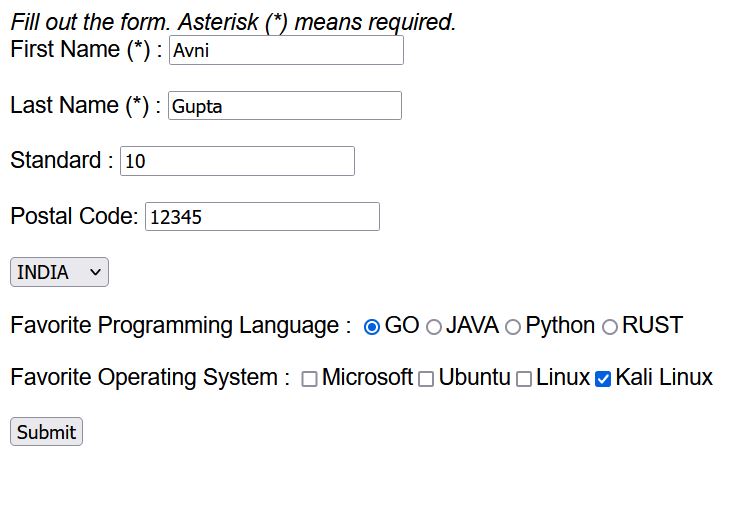 Fill out the form. Asterisk (*) means required.
First Name (*) : Avni
Last Name (*) : Gupta
Standard : 10
Postal Code: 12345
INDIA
Favorite Programming Language : GO JAVA Python RUST
Favorite Operating System : Microsoft Ubuntu Linux Kali Linux
Submit